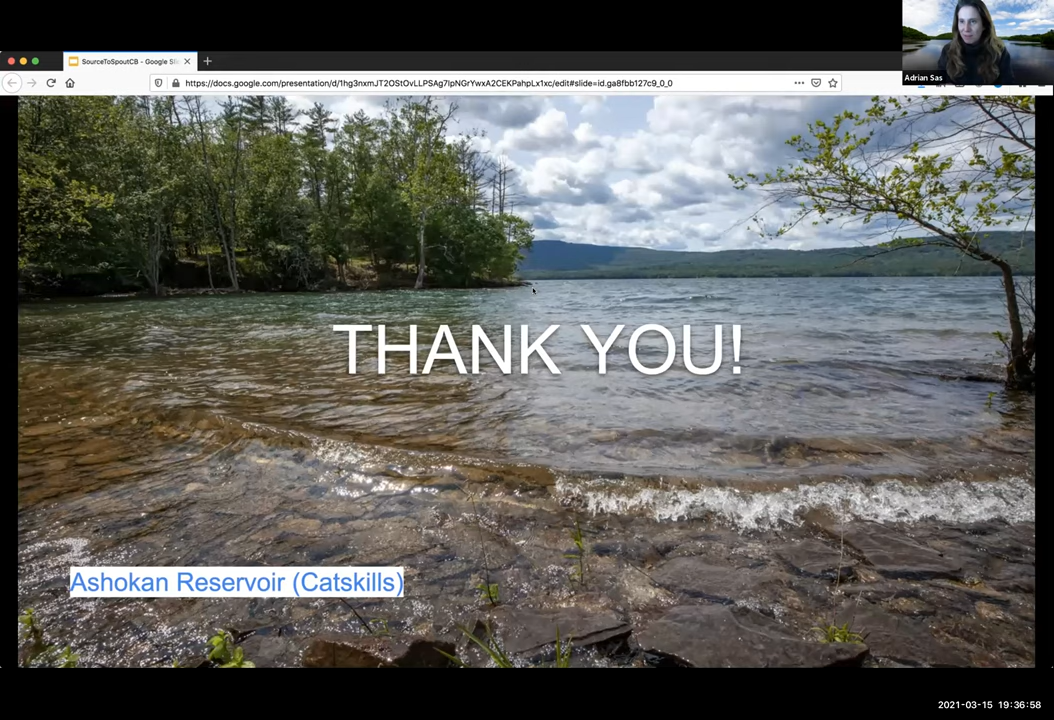 SourceToSpoutCB - Google Sli
https://docs.google.com/presentation/d/1hg3nxmJT2OStOvLLPSAg7IpNGrYwxA2CEKPahpLx1xc/edit#slide=id.ga8fbb127c9_0_0
Adrian Sas
THANK YOU!
Ashokan Reservoir (Catskills)
2021-03-15 19:36:58